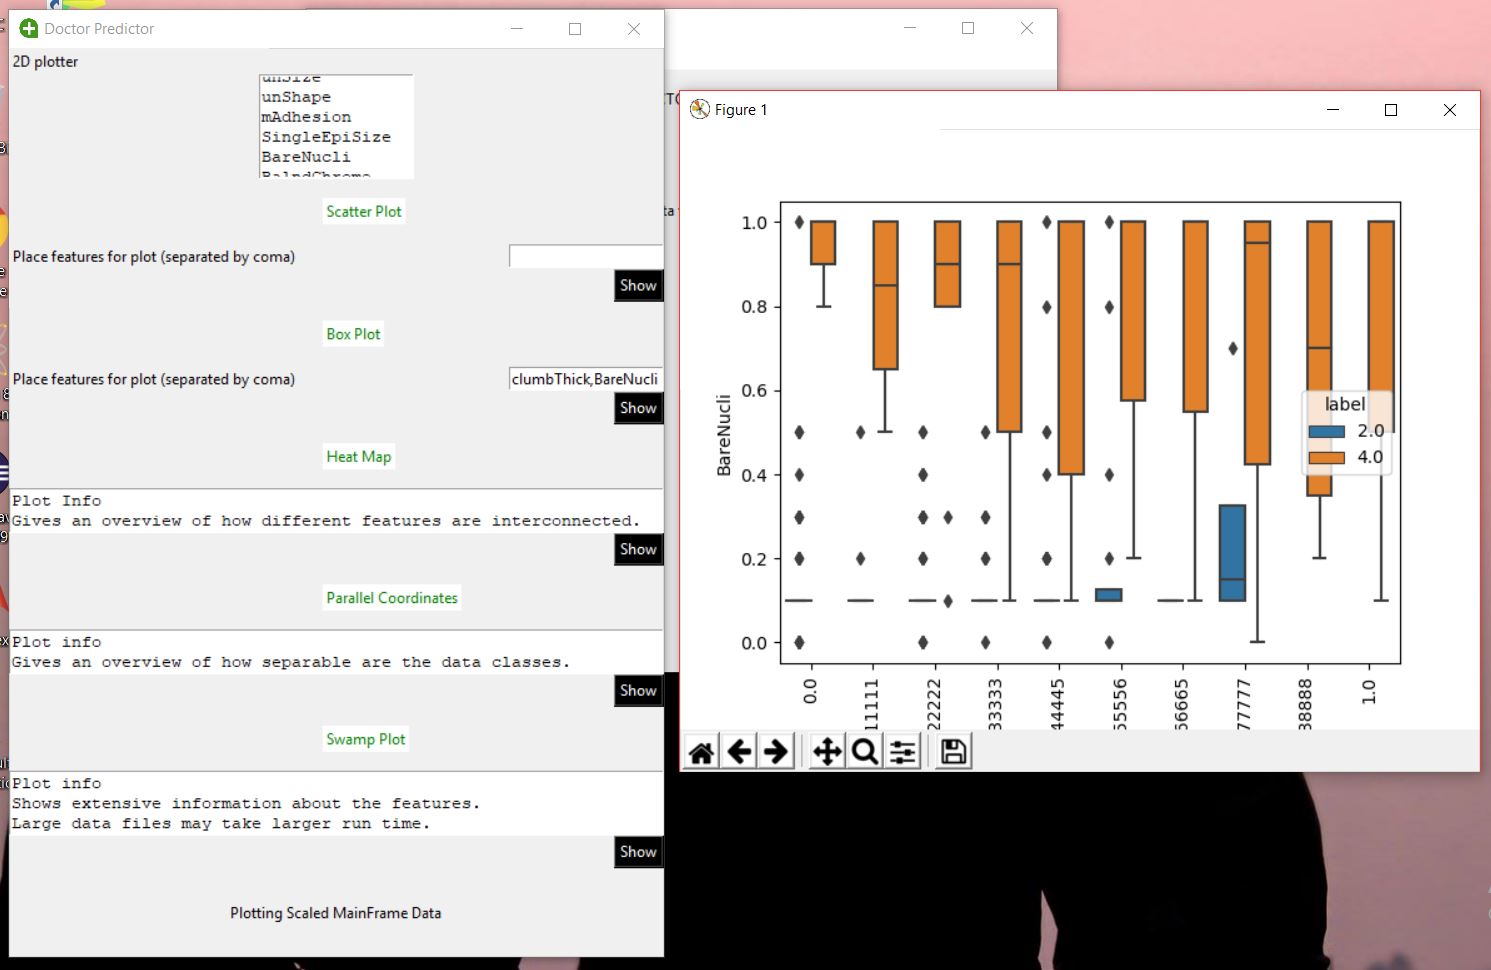 Doctor Predictor
2D plotter
unSize
unShape
mAdhesion
SingleEpiSize
BareNucli
BalndChrome
Scatter Plot
Place features for plot (separated by coma)
Show
Box Plot
Place features for plot (separated by coma)
clumbThick,BareNucli
Show
Heat Map
Plot Info
Gives an overview of how different features are interconnected.
Show
Parallel Coordinates
Plot info
Gives an overview of how separable are the data classes.
Show
Swamp Plot
Plot info
Shows extensive information about the features.
Large data files may take larger run time.
Show
Plotting Scaled MainFrame Data
Figure 1
1.0
0.8
0.6
0.4
0.2
0.0
BareNucli
label
2.0
4.0
0.0
11111
22222
33333
44445
55556
66665
77777
88888
1.0